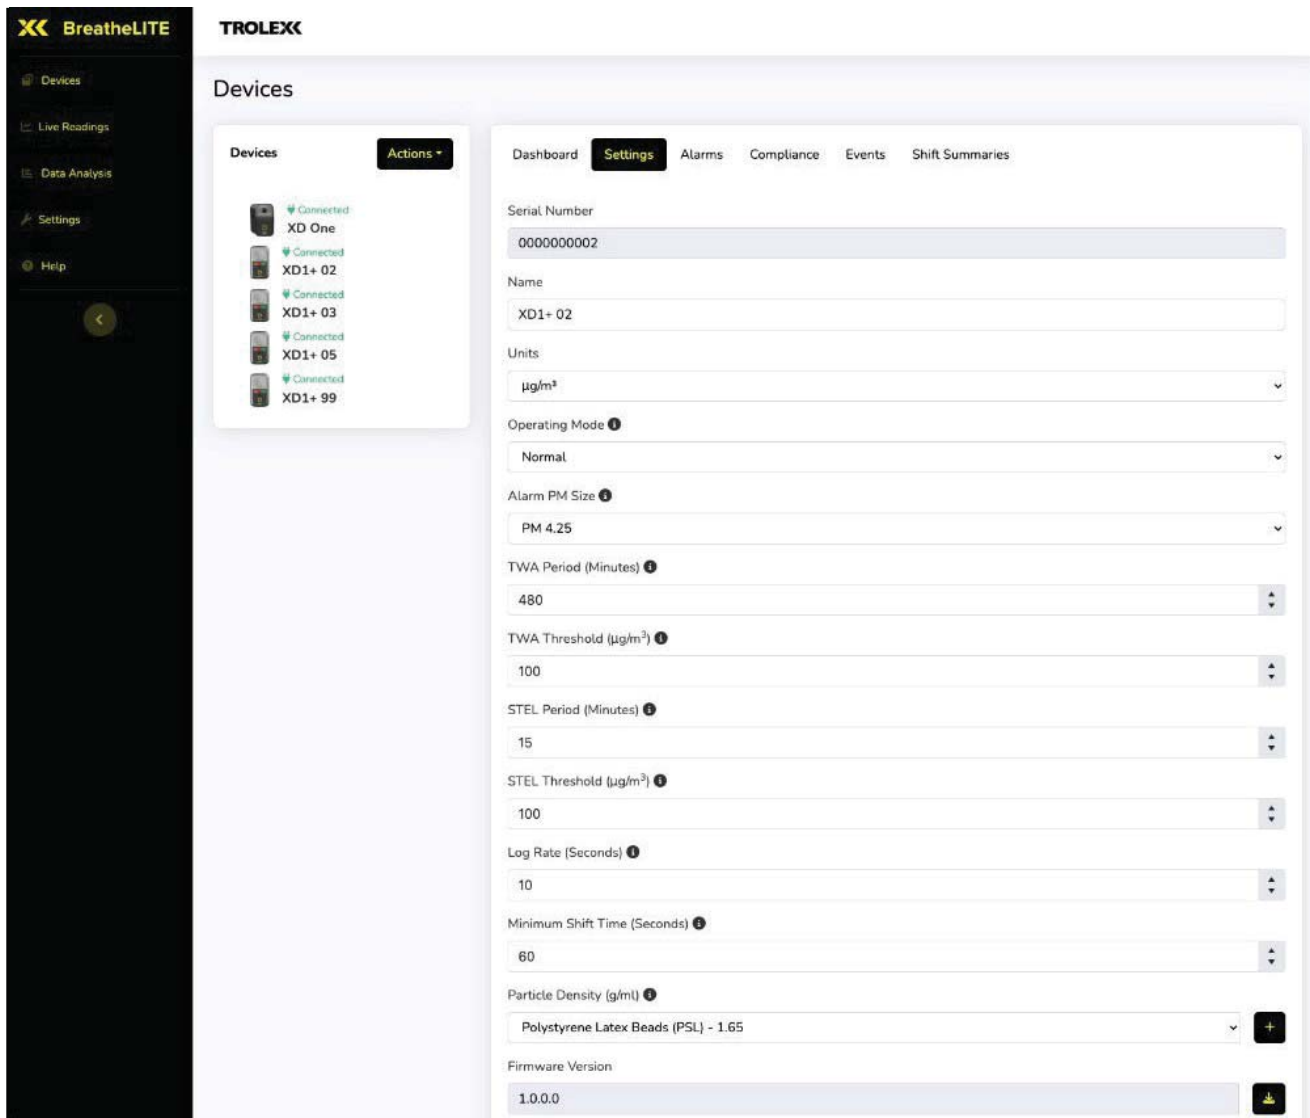 BreatheLITE
TROLEX
Devices
Live Readings
Data Analysis
Settings
Help
Devices
Devices
Actions
Connected
XD One
Connected
XD1+ 02
Connected
XD1+ 03
Connected
XD1+ 05
Connected
XD1+ 99
Dashboard Settings Alarms Compliance Events Shift Summaries
Serial Number
0000000002
Name
XD1+ 02
Units
µg/m³
Operating Mode
Normal
Alarm PM Size
PM 4.25
TWA Period (Minutes)
480
TWA Threshold (µg/m³)
100
STEL Period (Minutes)
15
STEL Threshold (µg/m³)
100
Log Rate (Seconds)
10
Minimum Shift Time (Seconds)
60
Particle Density (g/ml)
Polystyrene Latex Beads (PSL) - 1.65
Firmware Version
1.0.0.0